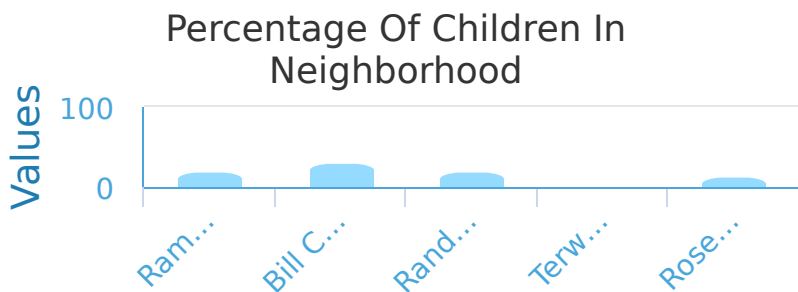 Percentage Of Children In
Neighborhood
Values
100
0
Ram...
Bill C...
Rand...
Terw...
Rose...